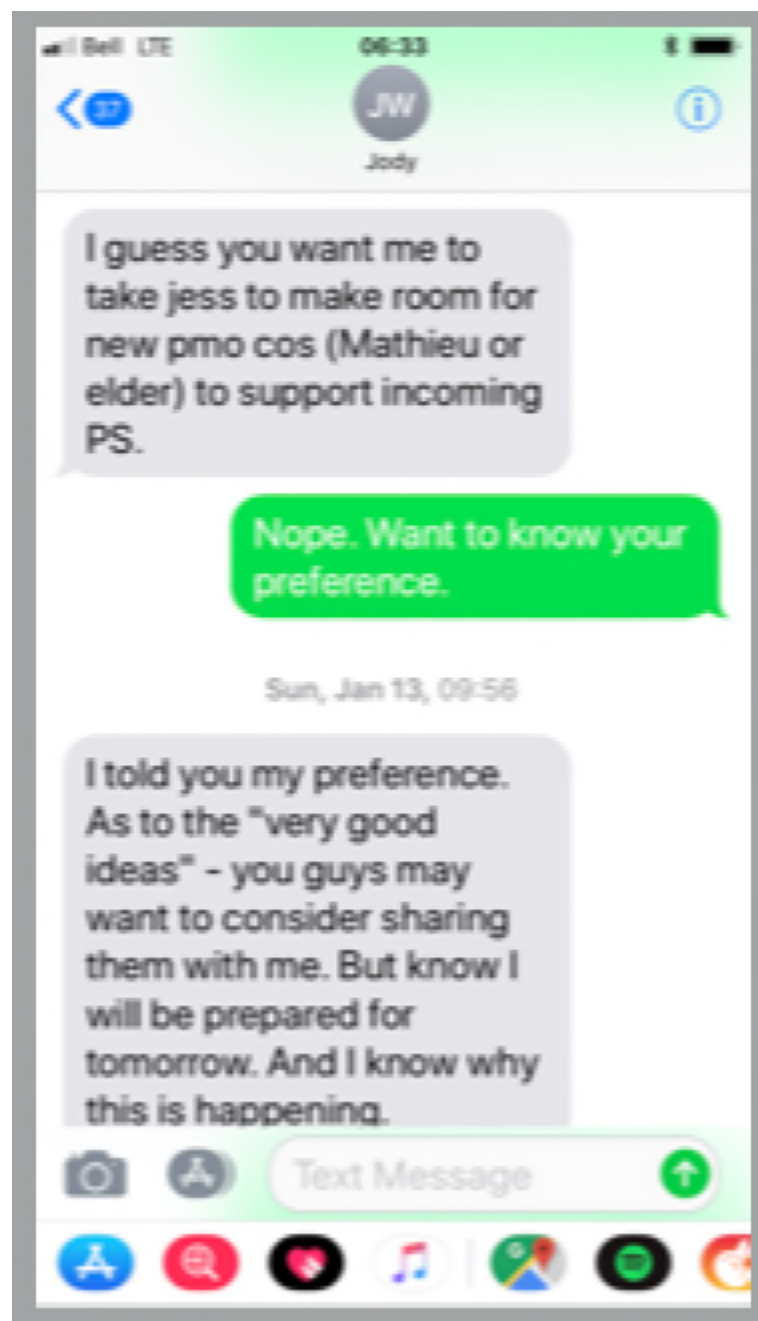 Bell LTE
06:33
37
JW
Jody
I guess you want me to
take jess to make room for
new pmo cos (Mathieu or
elder) to support incoming
PS.
Nope. Want to know your
preference.
Sun, Jan 13, 09:56
I told you my preference.
As to the "very good
ideas" - you guys may
want to consider sharing
them with me. But know I
will be prepared for
tomorrow. And I know why
this is happening.
Text Message